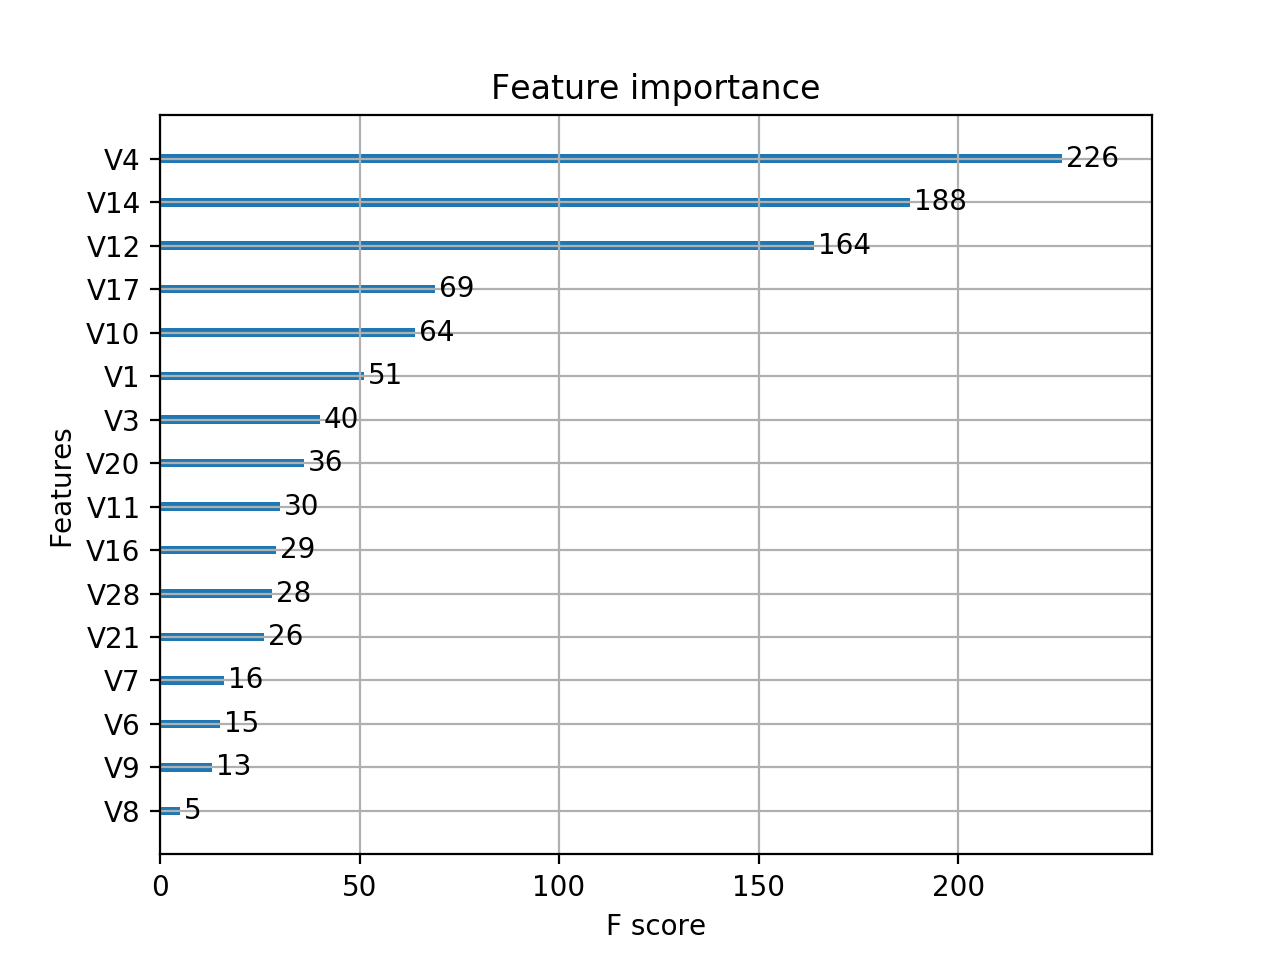 Feature importance
V4 226
V14 188
V12 164
V17 69
V10 64
V1 51
V3 40
V20 36
V11 30
V16 29
V28 28
V21 26
V7 16
V6 15
V9 13
V8 5
Features
0 50 100 150 200
F score